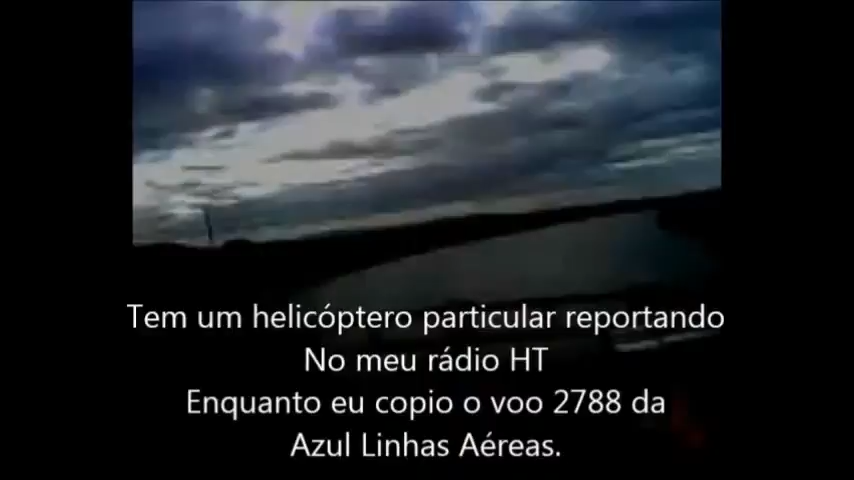 Tem um helicóptero particular reportando
No meu rádio HT
Enquanto eu copio o voo 2788 da
Azul Linhas Aéreas.